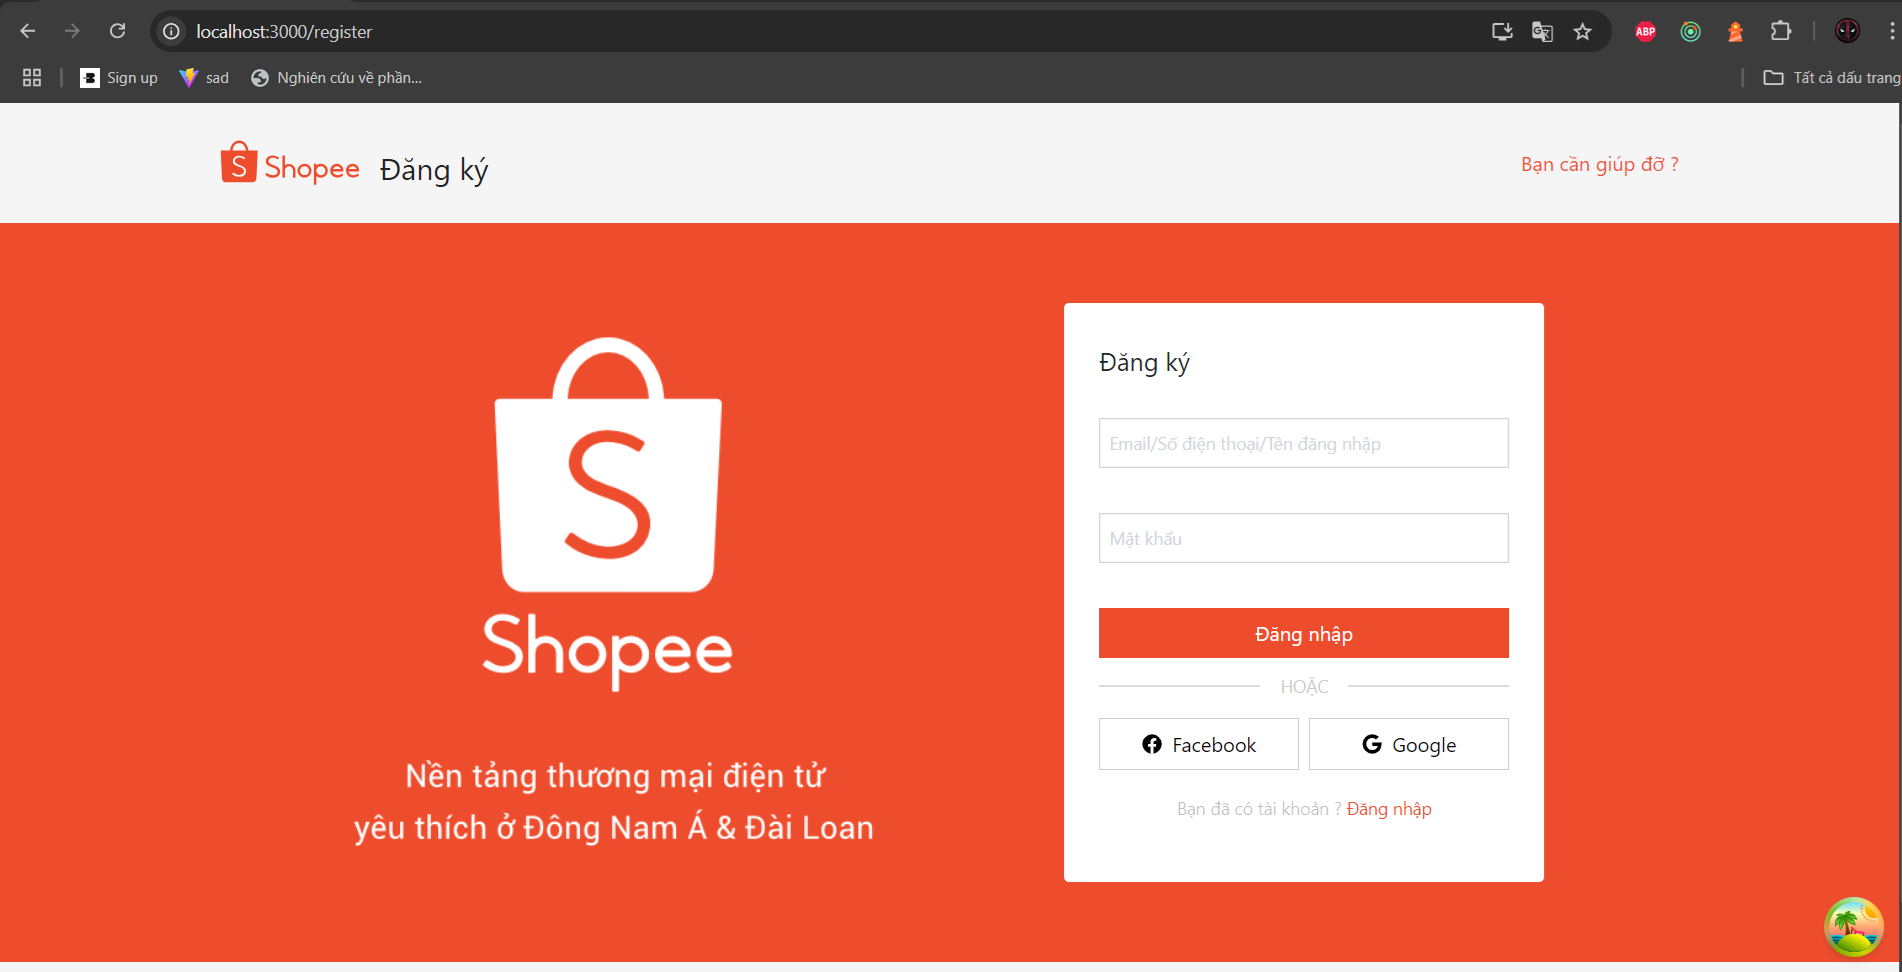 localhost:3000/register
ABP
Sign up
sad
Nghiên cứu về phần...
Tất cả dấu trang
S
Shopee
Đăng ký
Bạn cần giúp đỡ ?
S
Shopee
Nền tảng thương mại điện tử
yêu thích ở Đông Nam Á & Đài Loan
Đăng ký
Email/Số điện thoại/Tên đăng nhập
Mật khẩu
Đăng nhập
HOẶC
Facebook
Google
Bạn đã có tài khoản ? Đăng nhập